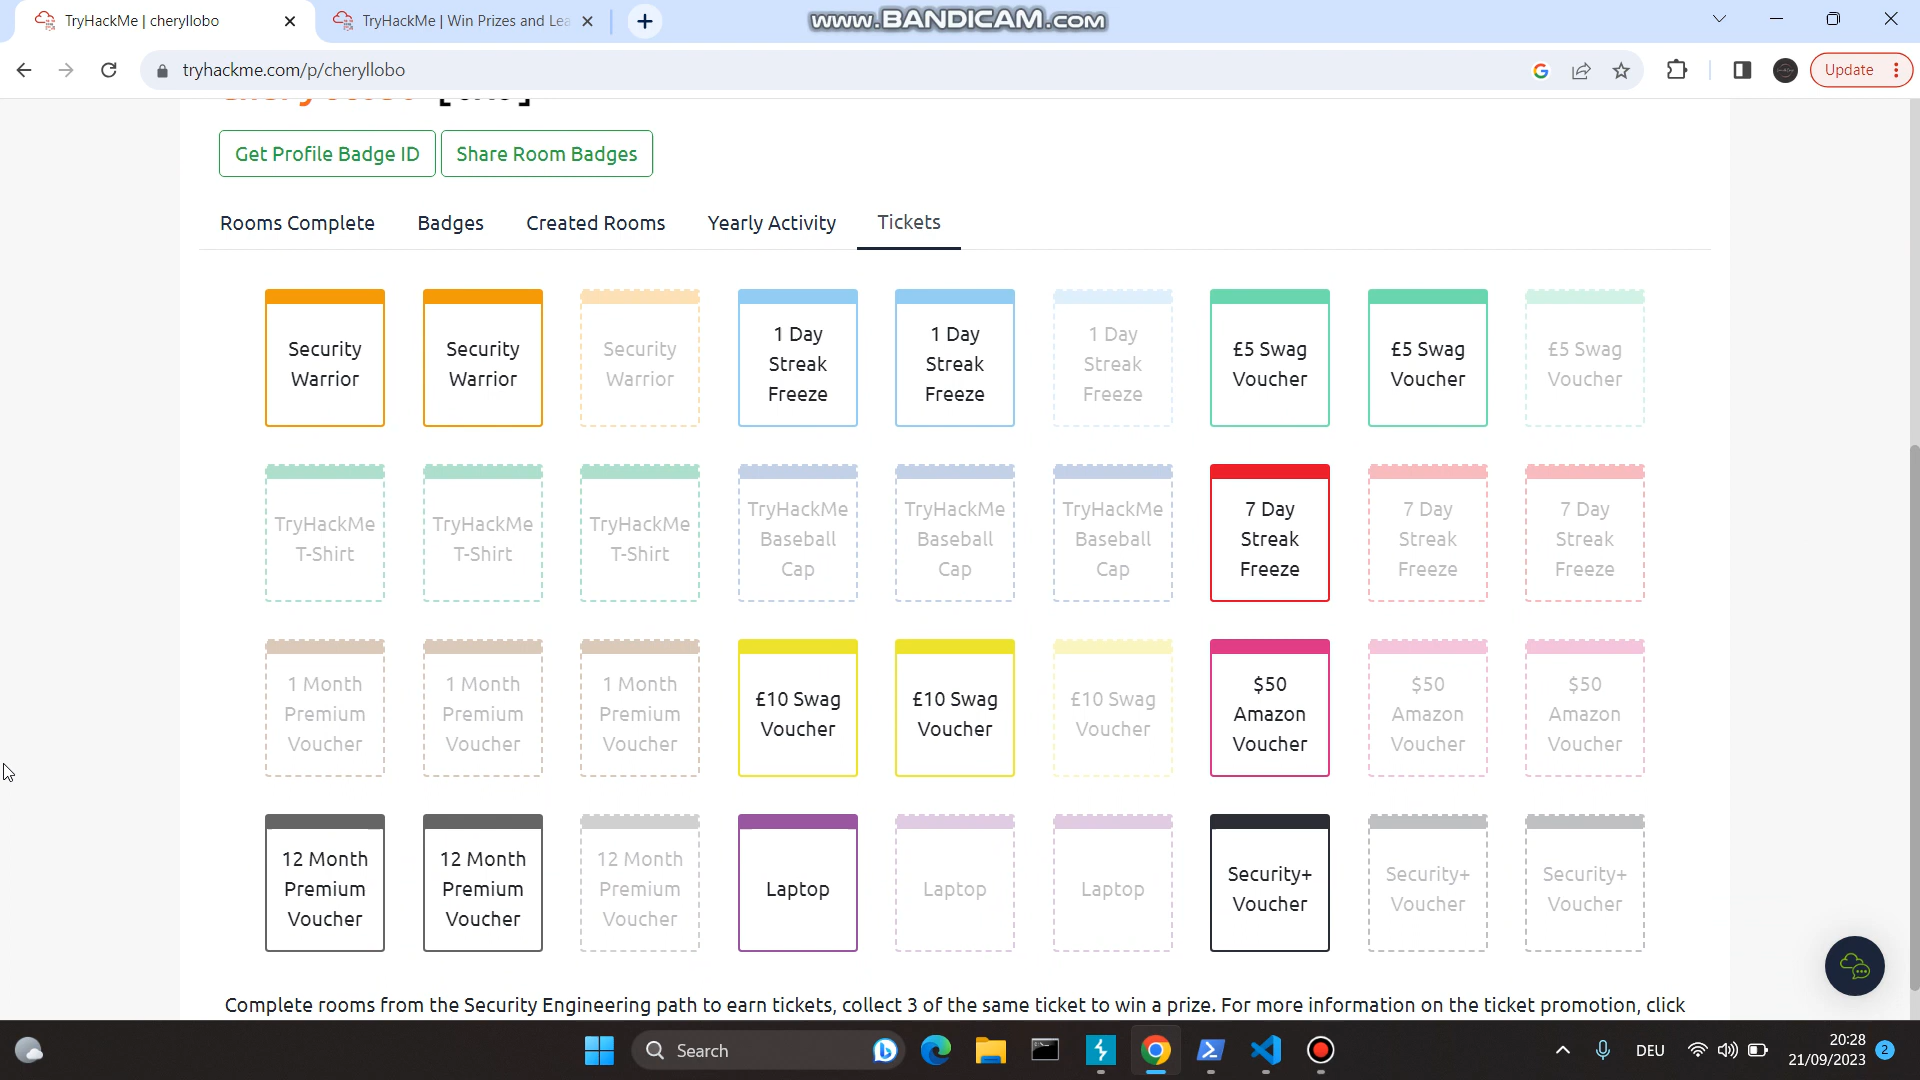 TryHackMe | cheryllobo
TryHackMe | Win Prizes and Lea
www.BANDICAM.com
tryhackme.com/p/cheryllobo
Update
Get Profile Badge ID
Share Room Badges
Rooms Complete
Badges
Created Rooms
Yearly Activity
Tickets
Security
Warrior
Security
Warrior
Security
Warrior
1 Day
Streak
Freeze
1 Day
Streak
Freeze
1 Day
Streak
Freeze
£5 Swag
Voucher
£5 Swag
Voucher
£5 Swag
Voucher
TryHackMe
T-Shirt
TryHackMe
T-Shirt
TryHackMe
T-Shirt
TryHackMe
Baseball
Cap
TryHackMe
Baseball
Cap
TryHackMe
Baseball
Cap
7 Day
Streak
Freeze
7 Day
Streak
Freeze
7 Day
Streak
Freeze
1 Month
Premium
Voucher
1 Month
Premium
Voucher
1 Month
Premium
Voucher
£10 Swag
Voucher
£10 Swag
Voucher
£10 Swag
Voucher
$50
Amazon
Voucher
$50
Amazon
Voucher
$50
Amazon
Voucher
12 Month
Premium
Voucher
12 Month
Premium
Voucher
12 Month
Premium
Voucher
Laptop
Laptop
Laptop
Security+
Voucher
Security+
Voucher
Security+
Voucher
Complete rooms from the Security Engineering path to earn tickets, collect 3 of the same ticket to win a prize. For more information on the ticket promotion, click
Search
DEU
20:28
21/09/2023
2